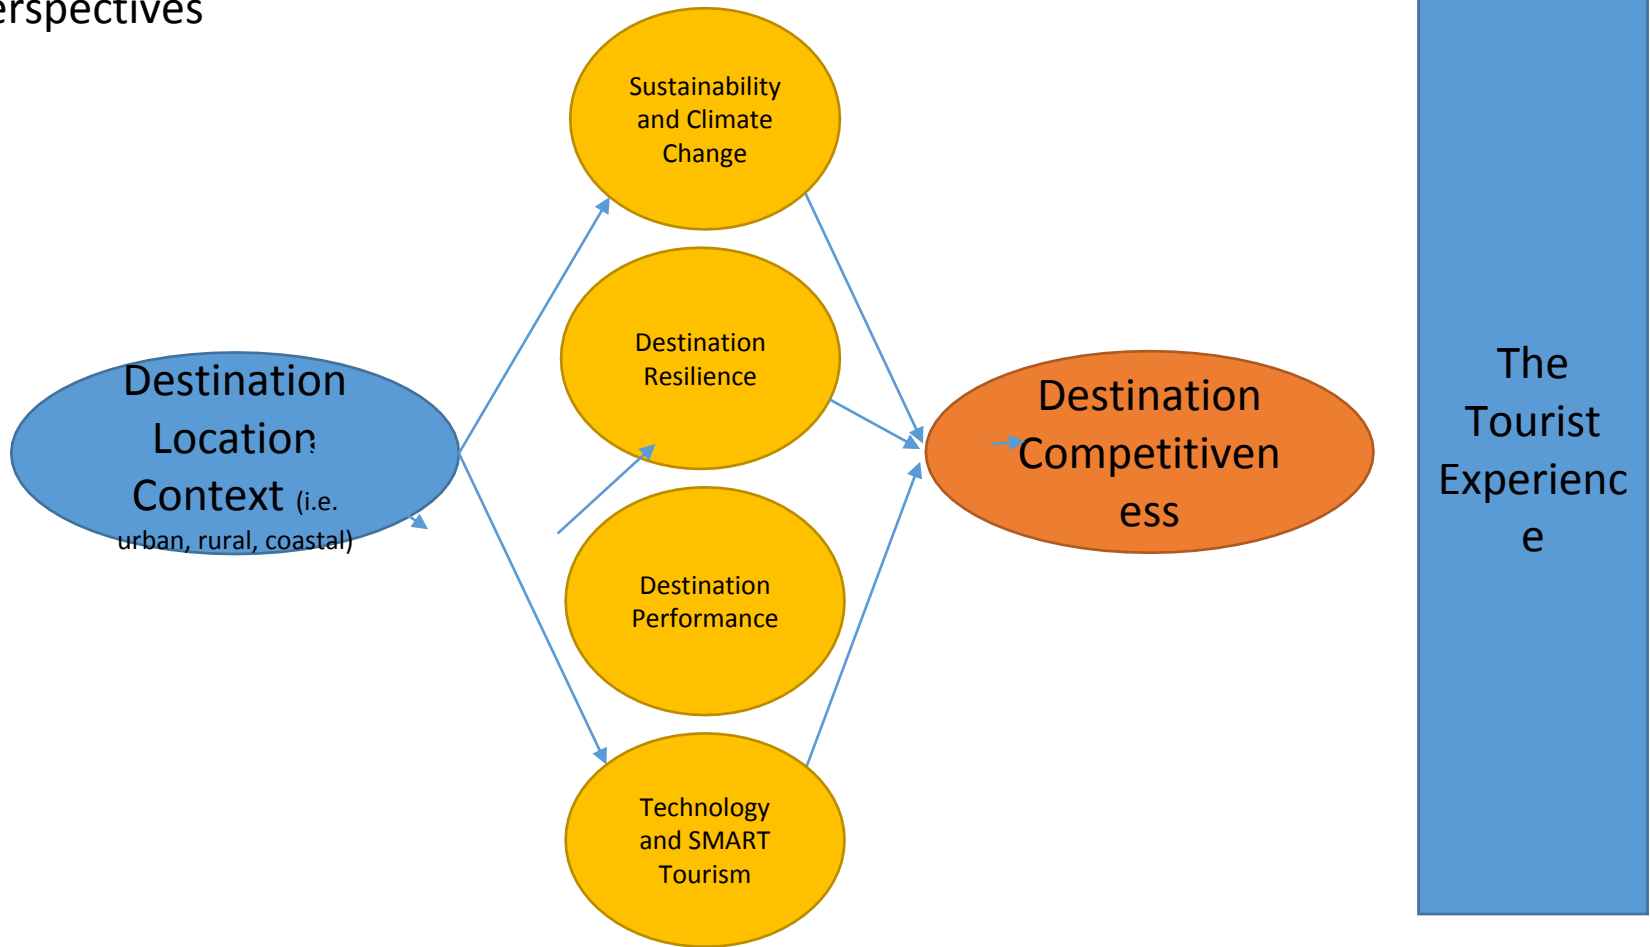 erspectives
Sustainability
and Climate
Change
Destination
Resilience
Destination
Location
Context (i.e.
urban, rural, coastal)
Destination
Competitiven
ess
The
Tourist
Experienc
e
Destination
Performance
Technology
and SMART
Tourism